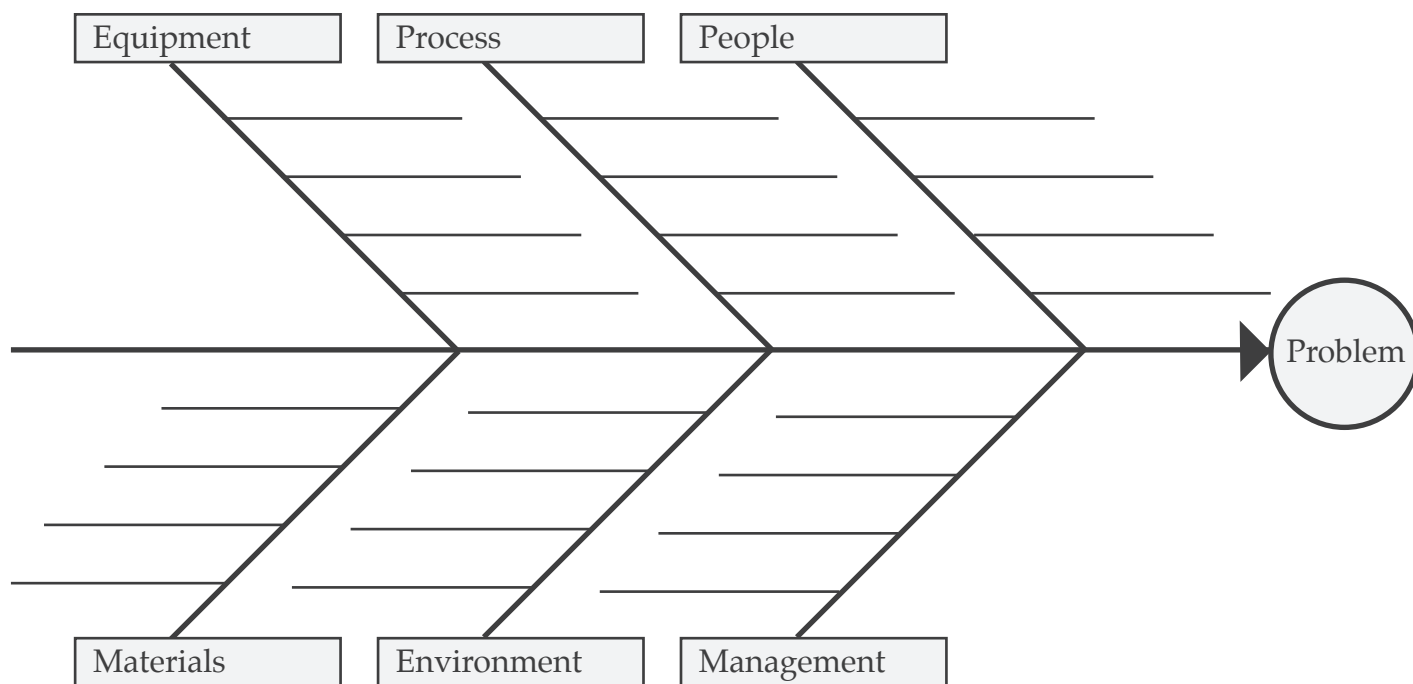 Equipment
Process
People
Problem
Materials
Environment
Management